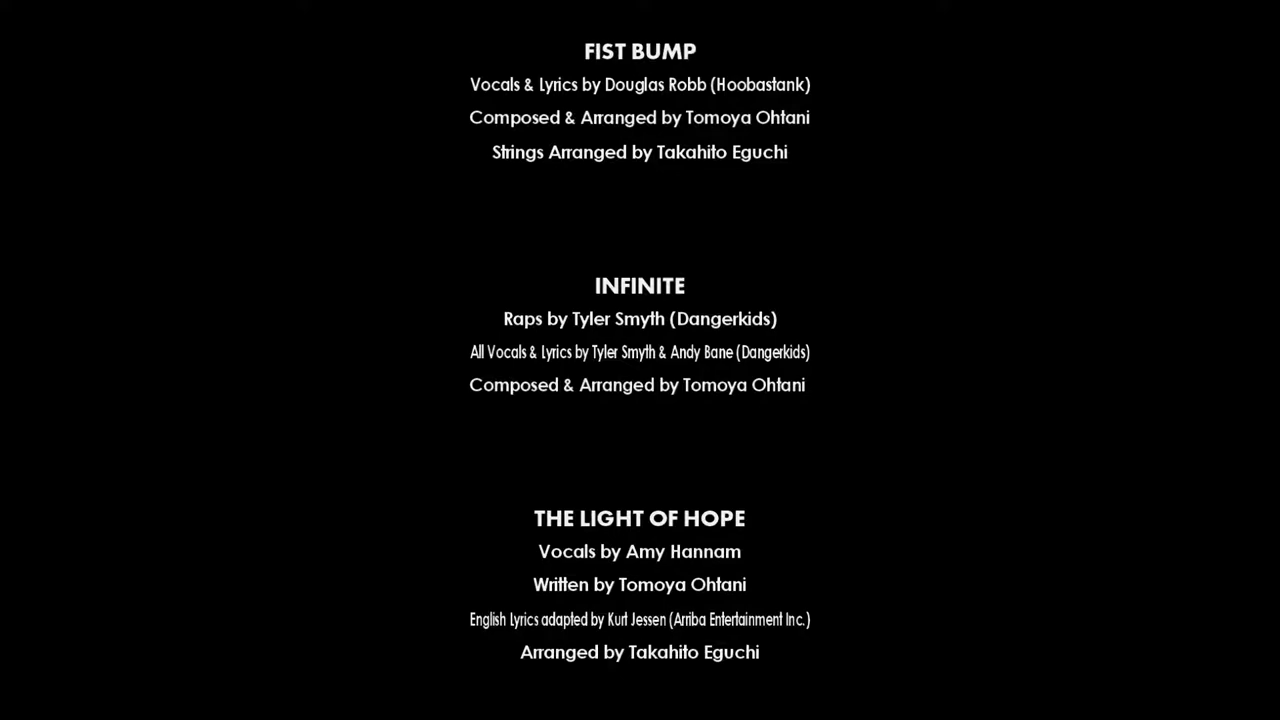 FIST BUMP
Vocals & Lyrics by Douglas Robb (Hoobastank)
Composed & Arranged by Tomoya Ohtani
Strings Arranged by Takahito Eguchi
INFINITE
Raps by Tyler Smyth (Dangerkids)
All Vocals & Lyrics by Tyler Smyth & Andy Bane (Dangerkids)
Composed & Arranged by Tomoya Ohtani
THE LIGHT OF HOPE
Vocals by Amy Hannam
Written by Tomoya Ohtani
English Lyrics adapted by Kurt Jessen (Arriba Entertainment Inc.)
Arranged by Takahito Eguchi